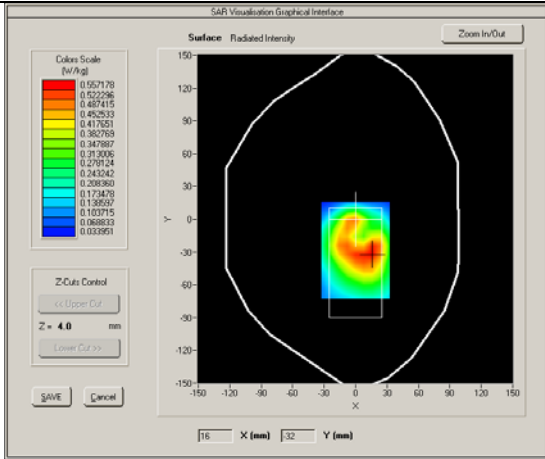 SAR Visualisation Graphical Interface
Surface Radiated Intensity
Zoom In/Out
Colors Scale
(W/kg)
0.557178
0.522296
0.487415
0.452533
0.417651
0.382769
0.347887
0.313006
0.278124
0.243242
0.208360
0.173478
0.138597
0.103715
0.068833
0.033951
Z-Cuts Control
<< Upper Cut
Z = 4.0 mm
Lower Cut >>
SAVE Cancel
150
120
90
60
30
0
-30
-60
-90
-120
-150
Y
-150 -120 -90 -60 -30 0 30 60 90 120 150
X
16 X (mm) -32 Y (mm)